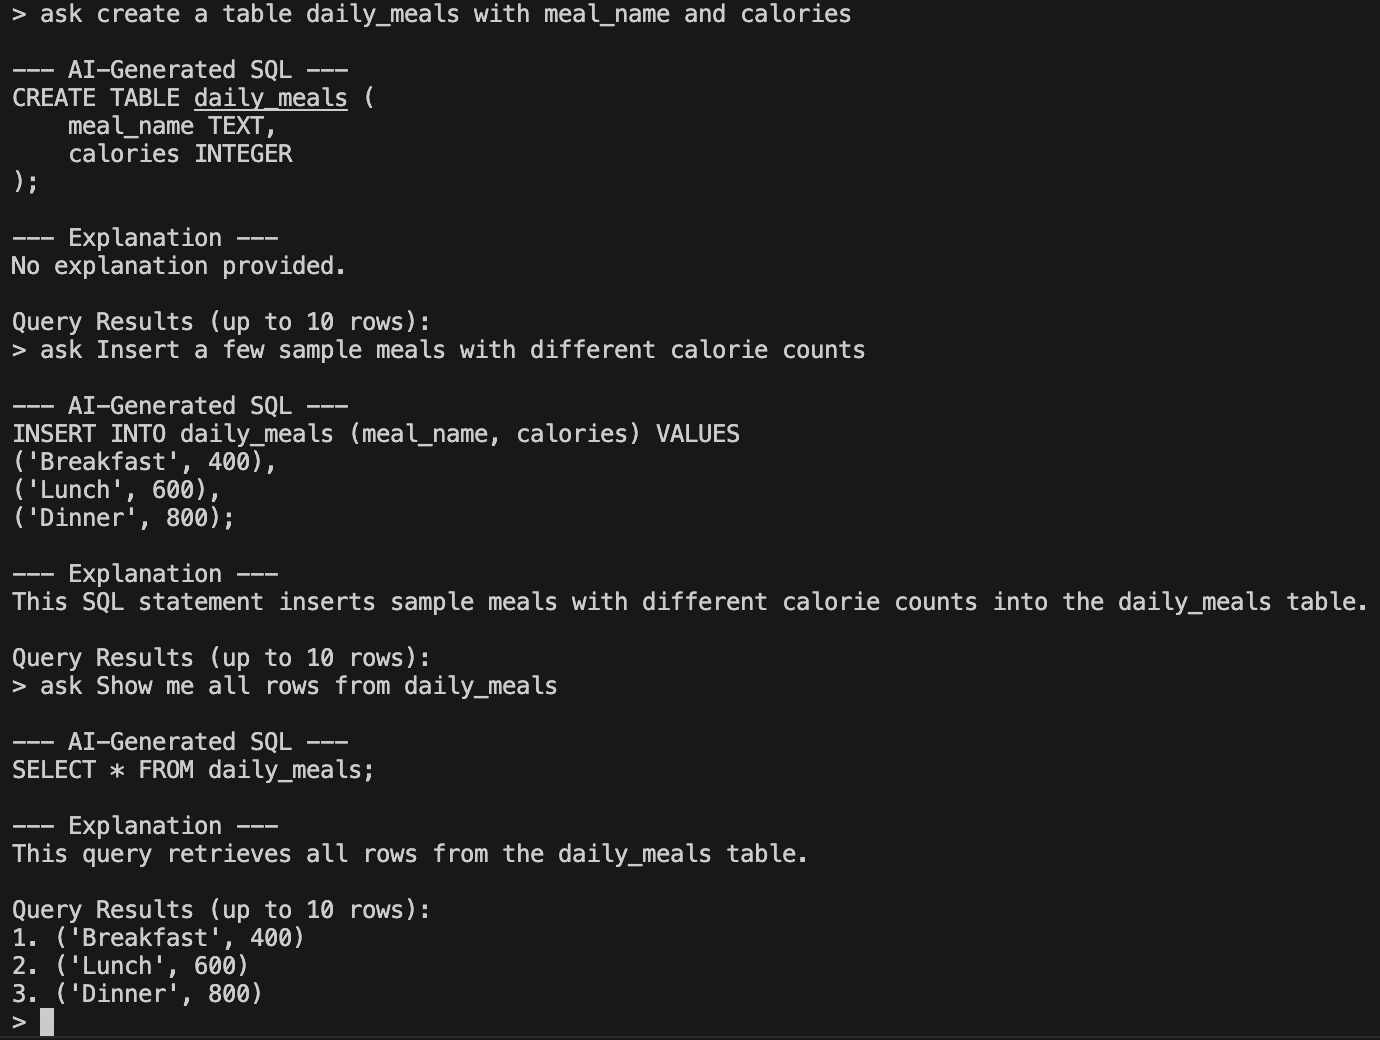 > ask create a table daily_meals with meal_name and calories
--- AI-Generated SQL ---
CREATE TABLE daily_meals (
    meal_name TEXT,
    calories INTEGER
);
--- Explanation ---
No explanation provided.
Query Results (up to 10 rows):
> ask Insert a few sample meals with different calorie counts
--- AI-Generated SQL ---
INSERT INTO daily_meals (meal_name, calories) VALUES
('Breakfast', 400),
('Lunch', 600),
('Dinner', 800);
--- Explanation ---
This SQL statement inserts sample meals with different calorie counts into the daily_meals table.
Query Results (up to 10 rows):
> ask Show me all rows from daily_meals
--- AI-Generated SQL ---
SELECT * FROM daily_meals;
--- Explanation ---
This query retrieves all rows from the daily_meals table.
Query Results (up to 10 rows):
1. ('Breakfast', 400)
2. ('Lunch', 600)
3. ('Dinner', 800)
>